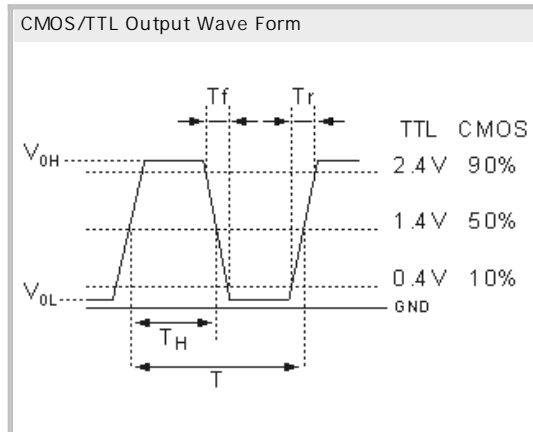 CMOS/TTL Output Wave Form
Tf Tr
TTL CMOS
V0H 2.4V 90%
1.4V 50%
0.4V 10%
V0L GND
TH
T